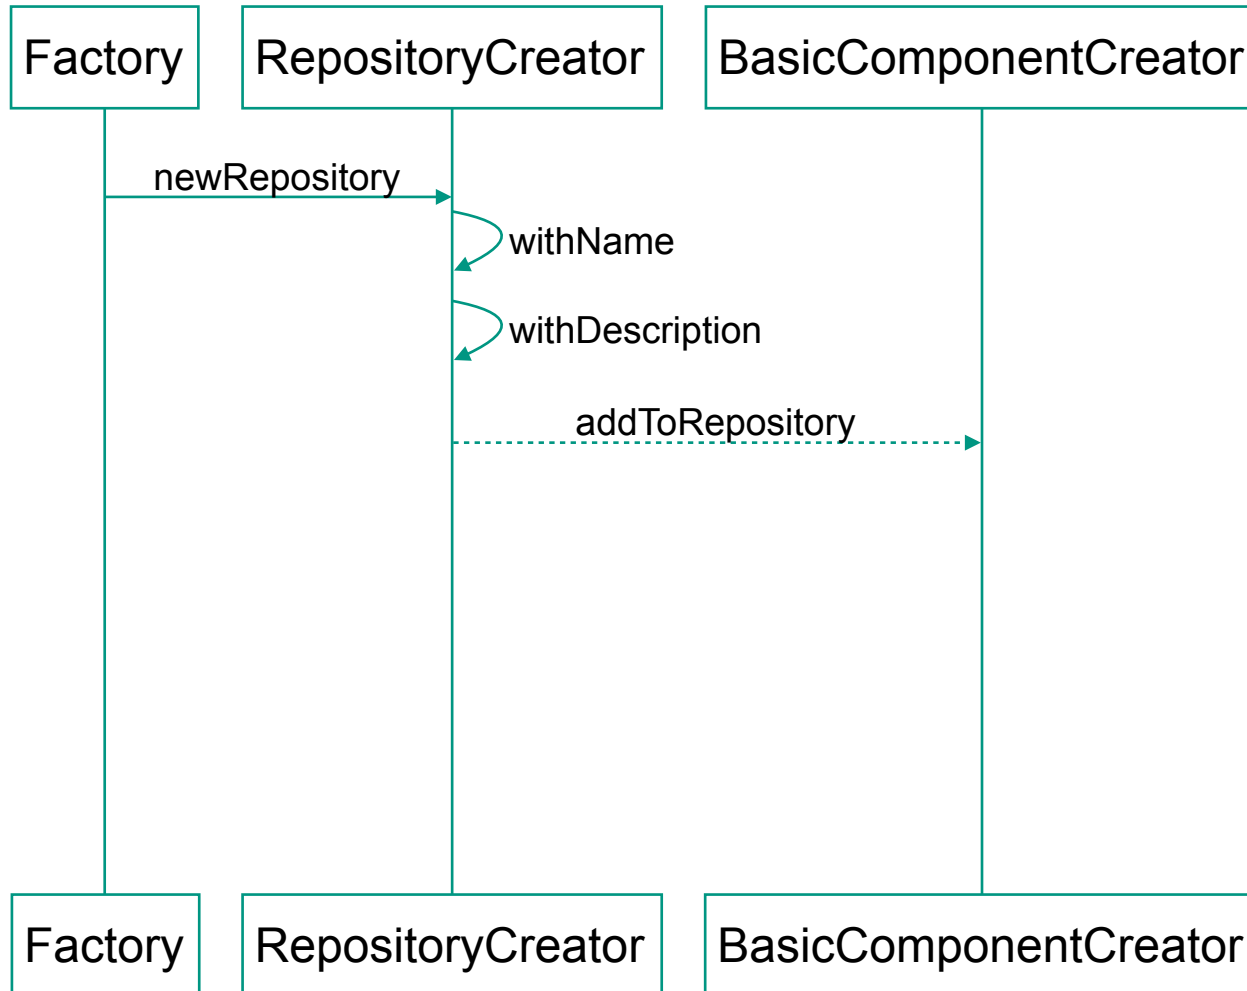 Factory RepositoryCreator BasicComponentCreator
newRepository
withName
withDescription
addToRepository
Factory RepositoryCreator BasicComponentCreator